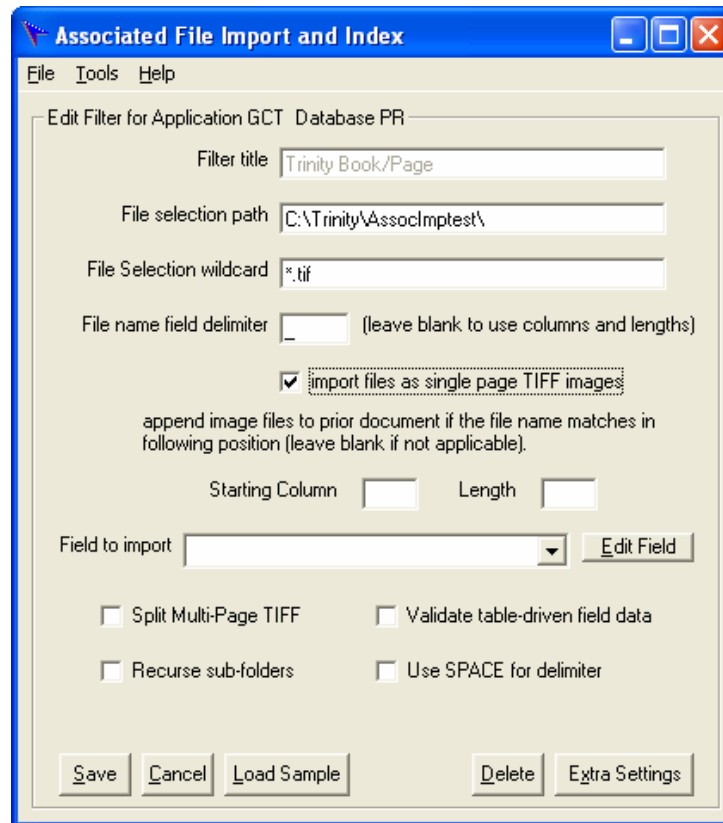 Associated File Import and Index
File Tools Help
Edit Filter for Application GCT Database PR
Filter title Trinity Book/Page
File selection path C:\Trinity\AssocImptest\
File Selection wildcard *.tif
File name field delimiter _ (leave blank to use columns and lengths)
import files as single page TIFF images
append image files to prior document if the file name matches in
following position (leave blank if not applicable).
Starting Column Length
Field to import Edit Field
Split Multi-Page TIFF Validate table-driven field data
Recurse sub-folders Use SPACE for delimiter
Save Cancel Load Sample Delete Extra Settings